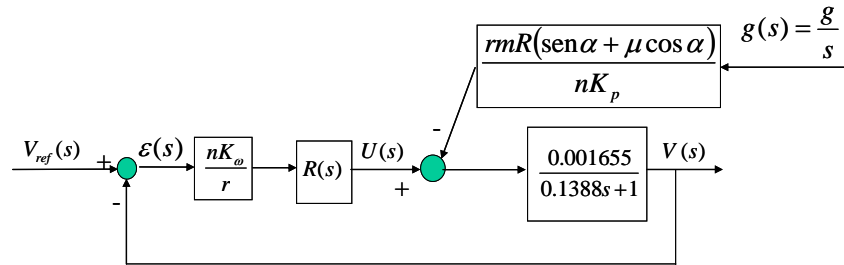 g(s) = g/s
rmR(senα + μcosα)/nK_p
-
V_ref(s)
+
ε(s)
nK_ω/r
R(s)
U(s)
+
0.001655/0.1388s+1
V(s)
-